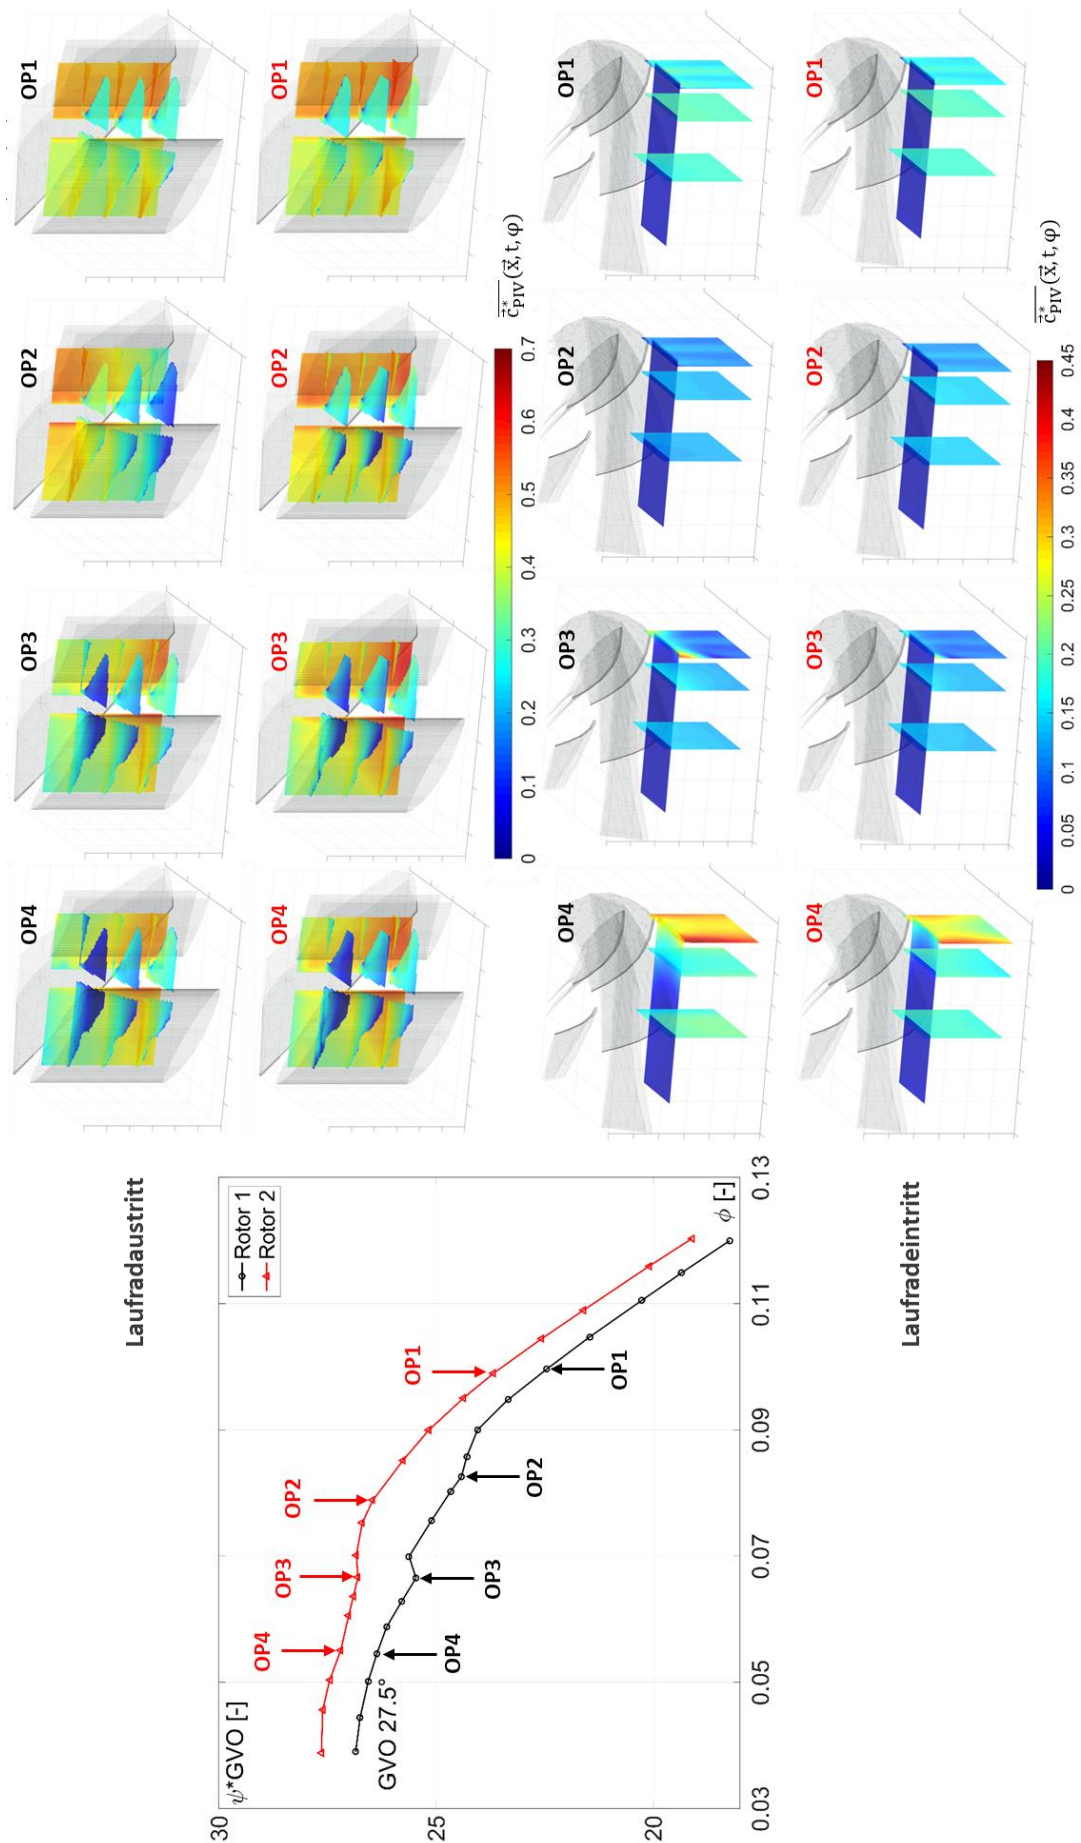 Laufradaustritt
OP4
OP3
OP2
OP1
OP4
OP3
OP2
OP1
0
0.1
0.2
0.3
0.4
0.5
0.6
0.7
c⃗*PIV(x⃗, t, φ)
30
25
20
ψ*GVO [-]
GVO 27.5°
OP4
OP3
OP2
OP1
OP4
OP3
OP2
OP1
Rotor 1
Rotor 2
ϕ [-]
0.03
0.05
0.07
0.09
0.11
0.13
Laufradeintritt
OP4
OP3
OP2
OP1
OP4
OP3
OP2
OP1
0
0.05
0.1
0.15
0.2
0.25
0.3
0.35
0.4
0.45
c⃗*PIV(x⃗, t, φ)